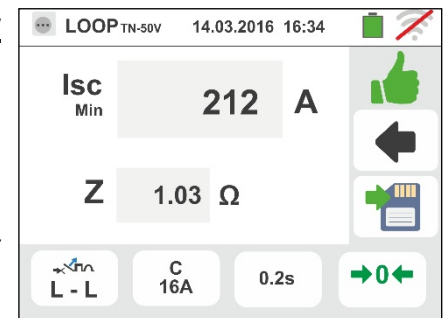 LOOP TN-50V 14.03.2016 16:34
Isc 212 A
Min
Z 1.03 Ω
L - L
C
16A
0.2s
0